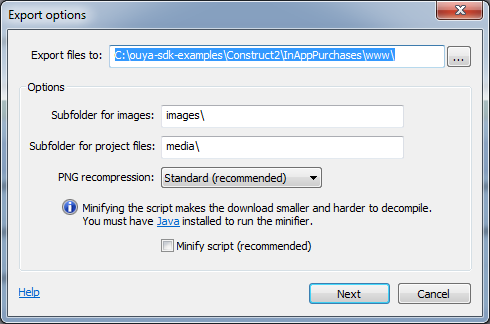 Export options
Export files to: C:\ouya-sdk-examples\Construct2\InAppPurchases\www\ ...
Options
Subfolder for images: images\
Subfolder for project files: media\
PNG recompression: Standard (recommended)
Minifying the script makes the download smaller and harder to decompile.
You must have Java installed to run the minifier.
Minify script (recommended)
Help Next Cancel